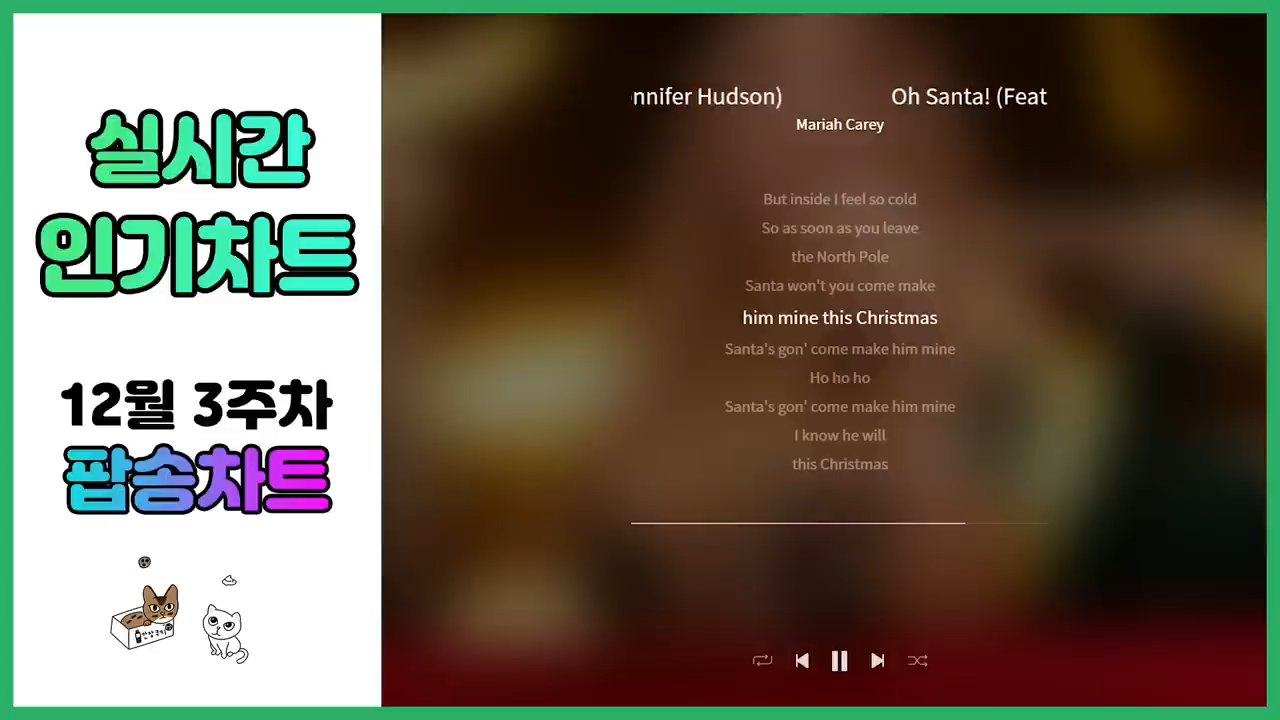 실시간
인기차트
12월 3주차
팝송차트
nnifer Hudson) Oh Santa! (Feat
Mariah Carey
But inside I feel so cold
So as soon as you leave
the North Pole
Santa won't you come make
him mine this Christmas
Santa's gon' come make him mine
Ho ho ho
Santa's gon' come make him mine
I know he will
this Christmas